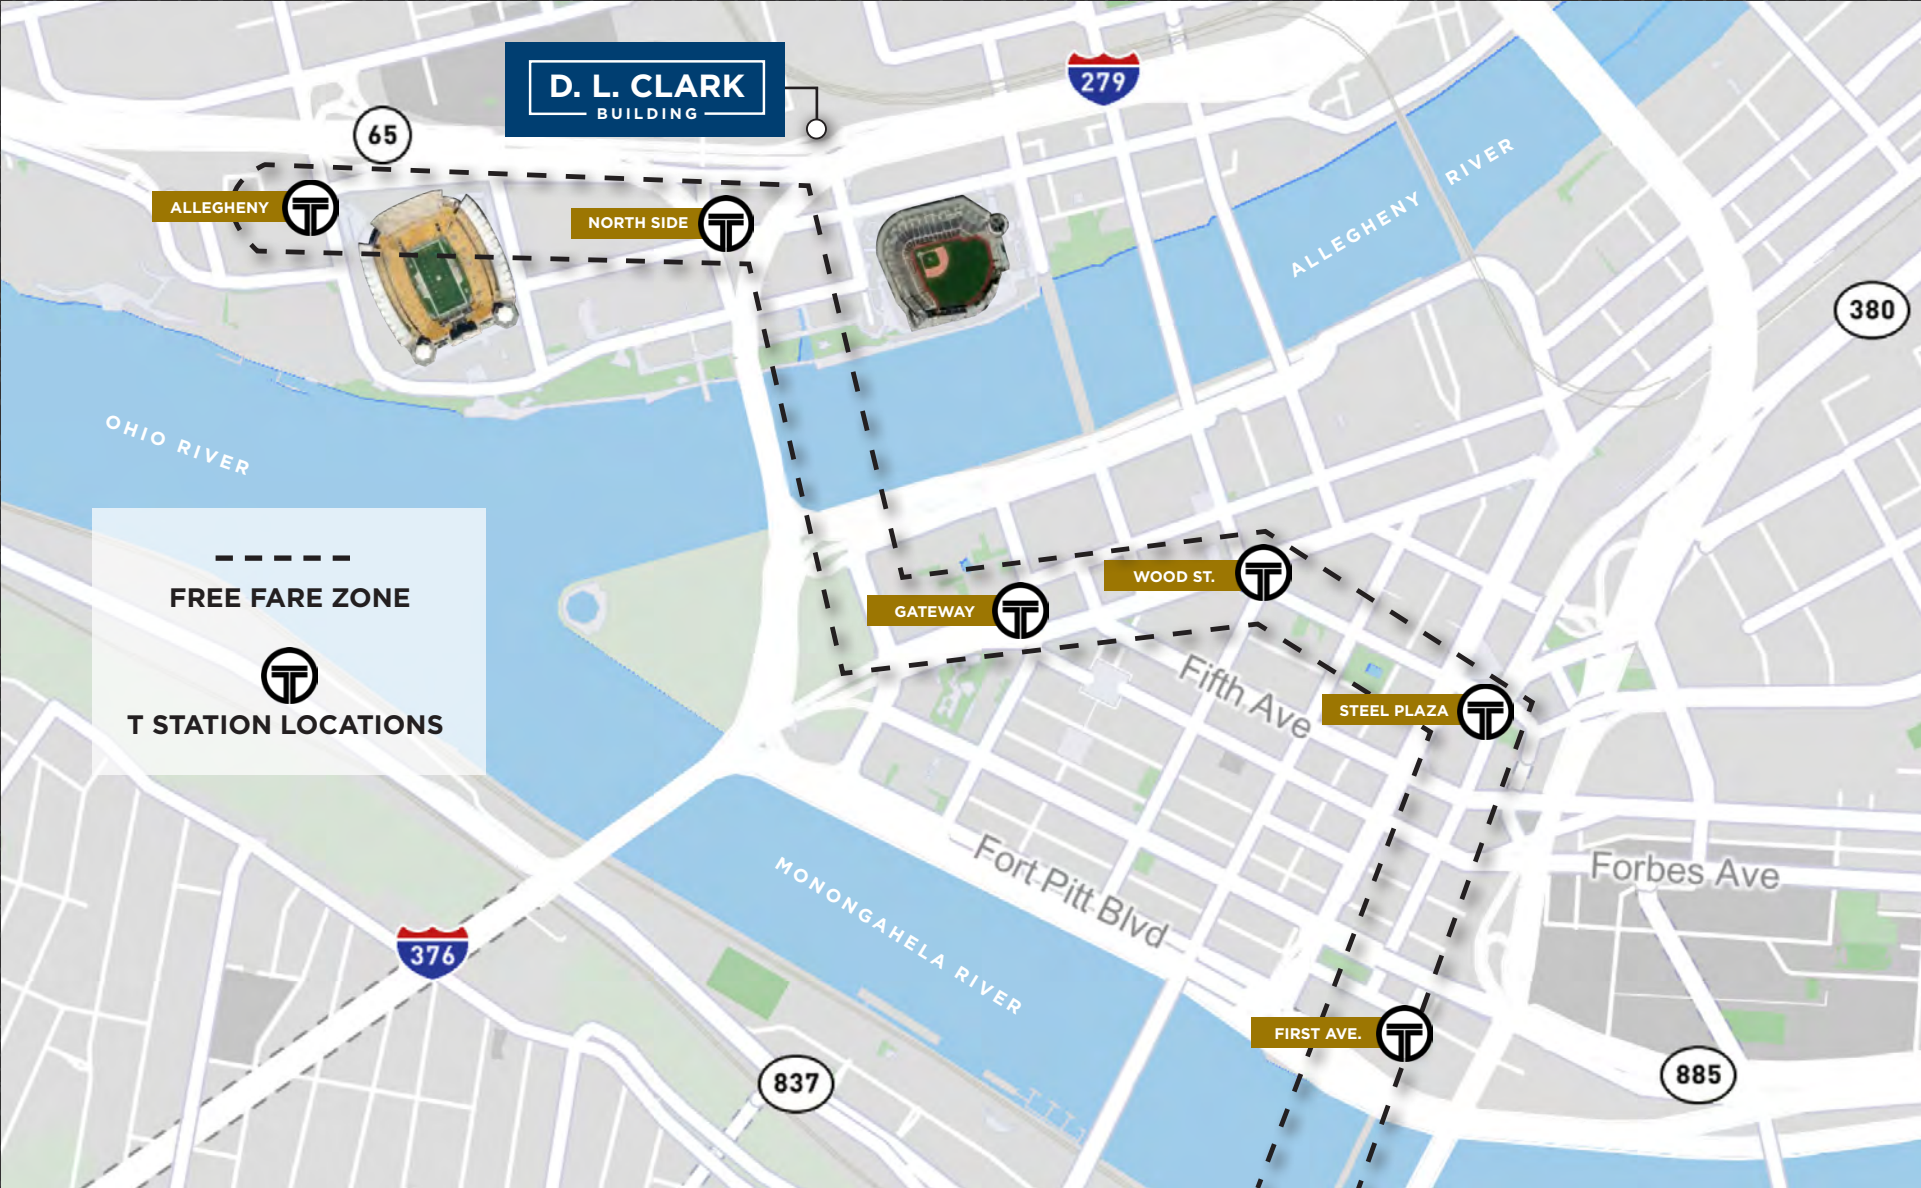 D. L. CLARK
BUILDING
279
65
ALLEGHENY
NORTH SIDE
ALLEGHENY RIVER
380
OHIO RIVER
FREE FARE ZONE
T STATION LOCATIONS
WOOD ST.
GATEWAY
Fifth Ave
STEEL PLAZA
Fort Pitt Blvd
Forbes Ave
MONONGAHELA RIVER
376
FIRST AVE.
837
885